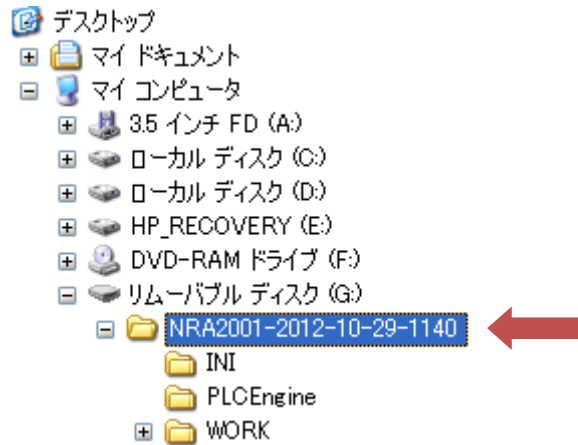 デスクトップ
マイ ドキュメント
マイ コンピュータ
3.5 インチ FD (A:)
ローカル ディスク (C:)
ローカル ディスク (D:)
HP_RECOVERY (E:)
DVD-RAM ドライブ (F:)
リムーバブル ディスク (G:)
NRA2001-2012-10-29-1140
INI
PLCEngine
WORK